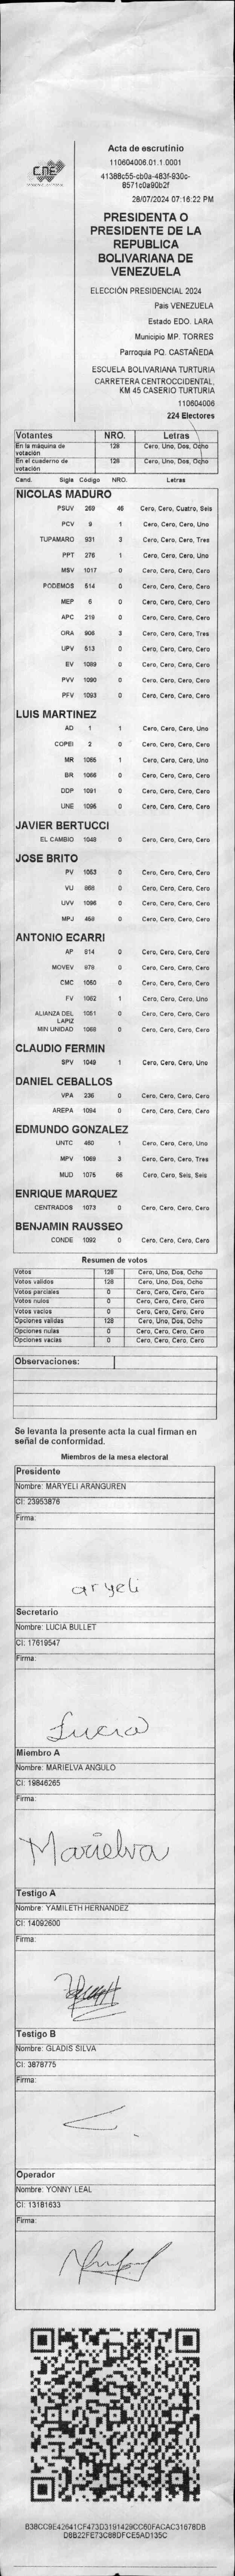 CNE
Acta de escrutinio
110604006.01.1.0001
41388c55-cb0a-483f-930c-
8571c0a90b2f
28/07/2024 07:16:22 PM
PRESIDENTA O
PRESIDENTE DE LA
REPUBLICA
BOLIVARIANA DE
VENEZUELA
ELECCIÓN PRESIDENCIAL 2024
Pais VENEZUELA
Estado EDO. LARA
Municipio MP. TORRES
Parroquia PQ. CASTAÑEDA
ESCUELA BOLIVARIANA TURTURIA
CARRETERA CENTROCCIDENTAL,
KM 45 CASERIO TURTURIA
110604006
224 Electores
Votantes NRO. Letras
En la máquina de votación 128 Cero, Uno, Dos, Ocho
En el cuaderno de votación 128 Cero, Uno, Dos, Ocho
Cand. Sigla Código NRO. Letras
NICOLAS MADURO
PSUV 269 46 Cero, Cero, Cuatro, Seis
PCV 9 1 Cero, Cero, Cero, Uno
TUPAMARO 931 3 Cero, Cero, Cero, Tres
PPT 276 1 Cero, Cero, Cero, Uno
MSV 1017 0 Cero, Cero, Cero, Cero
PODEMOS 514 0 Cero, Cero, Cero, Cero
MEP 6 0 Cero, Cero, Cero, Cero
APC 219 0 Cero, Cero, Cero, Cero
ORA 906 3 Cero, Cero, Cero, Tres
UPV 513 0 Cero, Cero, Cero, Cero
EV 1089 0 Cero, Cero, Cero, Cero
PVV 1090 0 Cero, Cero, Cero, Cero
PFV 1093 0 Cero, Cero, Cero, Cero
LUIS MARTINEZ
AD 1 1 Cero, Cero, Cero, Uno
COPEI 2 0 Cero, Cero, Cero, Cero
MR 1065 1 Cero, Cero, Cero, Uno
BR 1066 0 Cero, Cero, Cero, Cero
DDP 1091 0 Cero, Cero, Cero, Cero
UNE 1095 0 Cero, Cero, Cero, Cero
JAVIER BERTUCCI
EL CAMBIO 1048 0 Cero, Cero, Cero, Cero
JOSE BRITO
PV 1053 0 Cero, Cero, Cero, Cero
VU 868 0 Cero, Cero, Cero, Cero
UVV 1096 0 Cero, Cero, Cero, Cero
MPJ 468 0 Cero, Cero, Cero, Cero
ANTONIO ECARRI
AP 814 0 Cero, Cero, Cero, Cero
MOVEV 978 0 Cero, Cero, Cero, Cero
CMC 1050 0 Cero, Cero, Cero, Cero
FV 1062 1 Cero, Cero, Cero, Uno
ALIANZA DEL LAPIZ 1051 0 Cero, Cero, Cero, Cero
MIN UNIDAD 1068 0 Cero, Cero, Cero, Cero
CLAUDIO FERMIN
SPV 1049 1 Cero, Cero, Cero, Uno
DANIEL CEBALLOS
VPA 236 0 Cero, Cero, Cero, Cero
AREPA 1094 0 Cero, Cero, Cero, Cero
EDMUNDO GONZALEZ
UNTC 460 1 Cero, Cero, Cero, Uno
MPV 1069 3 Cero, Cero, Cero, Tres
MUD 1075 66 Cero, Cero, Seis, Seis
ENRIQUE MARQUEZ
CENTRADOS 1073 0 Cero, Cero, Cero, Cero
BENJAMIN RAUSSEO
CONDE 1092 0 Cero, Cero, Cero, Cero
Resumen de votos
Votos 128 Cero, Uno, Dos, Ocho
Votos validos 128 Cero, Uno, Dos, Ocho
Votos parciales 0 Cero, Cero, Cero, Cero
Votos nulos 0 Cero, Cero, Cero, Cero
Votos vacios 0 Cero, Cero, Cero, Cero
Opciones validas 128 Cero, Uno, Dos, Ocho
Opciones nulas 0 Cero, Cero, Cero, Cero
Opciones vacias 0 Cero, Cero, Cero, Cero
Observaciones:
Se levanta la presente acta la cual firman en
señal de conformidad.
Miembros de la mesa electoral
Presidente
Nombre: MARYELI ARANGUREN
CI: 23953876
Firma:
aryeli
Secretario
Nombre: LUCIA BULLET
CI: 17619547
Firma:
Lucia
Miembro A
Nombre: MARIELVA ANGULO
CI: 19846265
Firma:
Marielva
Testigo A
Nombre: YAMILETH HERNANDEZ
CI: 14092600
Firma:
Testigo B
Nombre: GLADIS SILVA
CI: 3878775
Firma:
Operador
Nombre: YONNY LEAL
CI: 13181633
Firma:
B38CC9E42641CF473D3191429CC60FACAC31678DB
D8B22FE73C88DFCE5AD135C